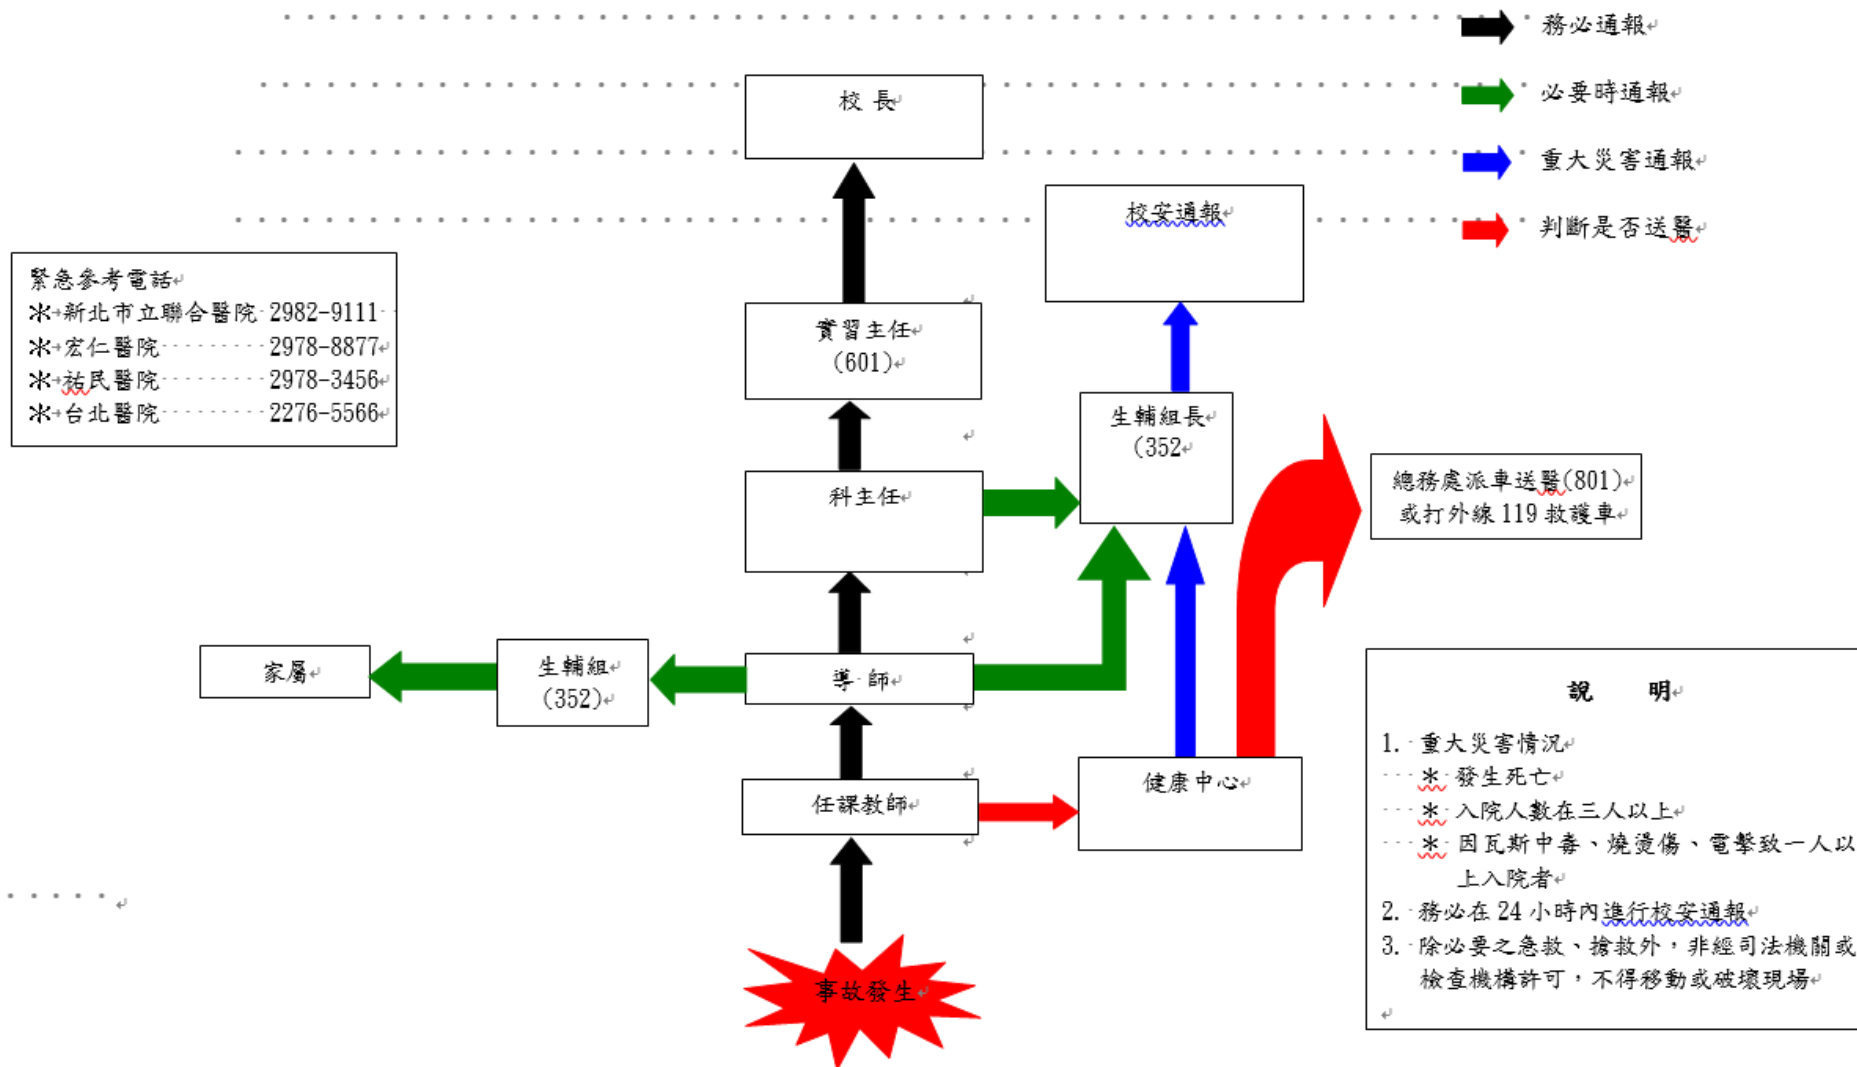 務必通報
必要時通報
重大災害通報
判斷是否送醫
校 長
校安通報
緊急參考電話
*新北市立聯合醫院 2982-9111
*宏仁醫院 2978-8877
*祐民醫院 2978-3456
*台北醫院 2276-5566
實習主任
(601)
生輔組長
(352
科主任
總務處派車送醫(801)
或打外線 119 救護車
家屬
生輔組
(352)
導 師
任課教師
健康中心
事故發生
說 明
1. 重大災害情況
* 發生死亡
* 入院人數在三人以上
* 因瓦斯中毒、燒燙傷、電擊致一人以
上入院者
2. 務必在 24 小時內進行校安通報
3. 除必要之急救、搶救外，非經司法機關或
檢查機構許可，不得移動或破壞現場